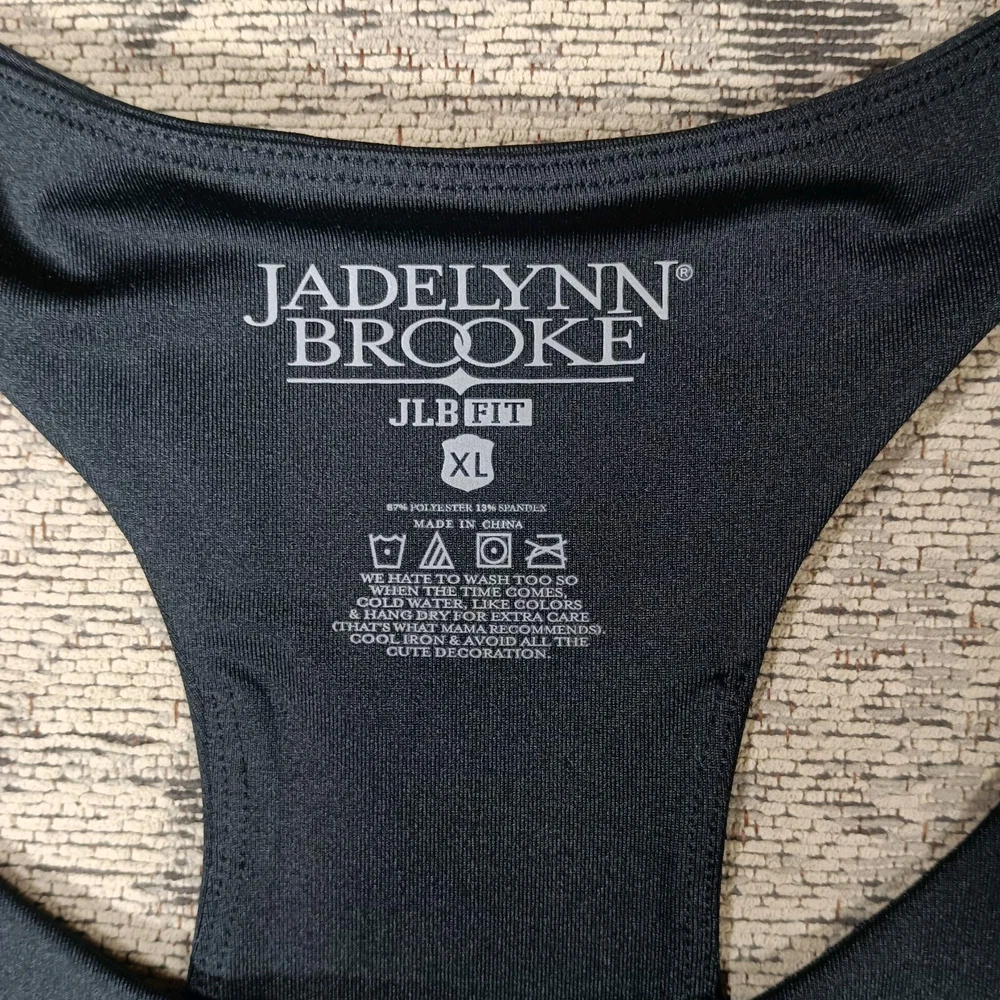 JADELYNN®
BROOKE
JLB FIT
XL
87% POLYESTER 13% SPANDEX
MADE IN CHINA
WE HATE TO WASH TOO SO
WHEN THE TIME COMES,
COLD WATER, LIKE COLORS
& HANG DRY FOR EXTRA CARE
(THAT'S WHAT MAMA RECOMMENDS).
COOL IRON & AVOID ALL THE
CUTE DECORATION.